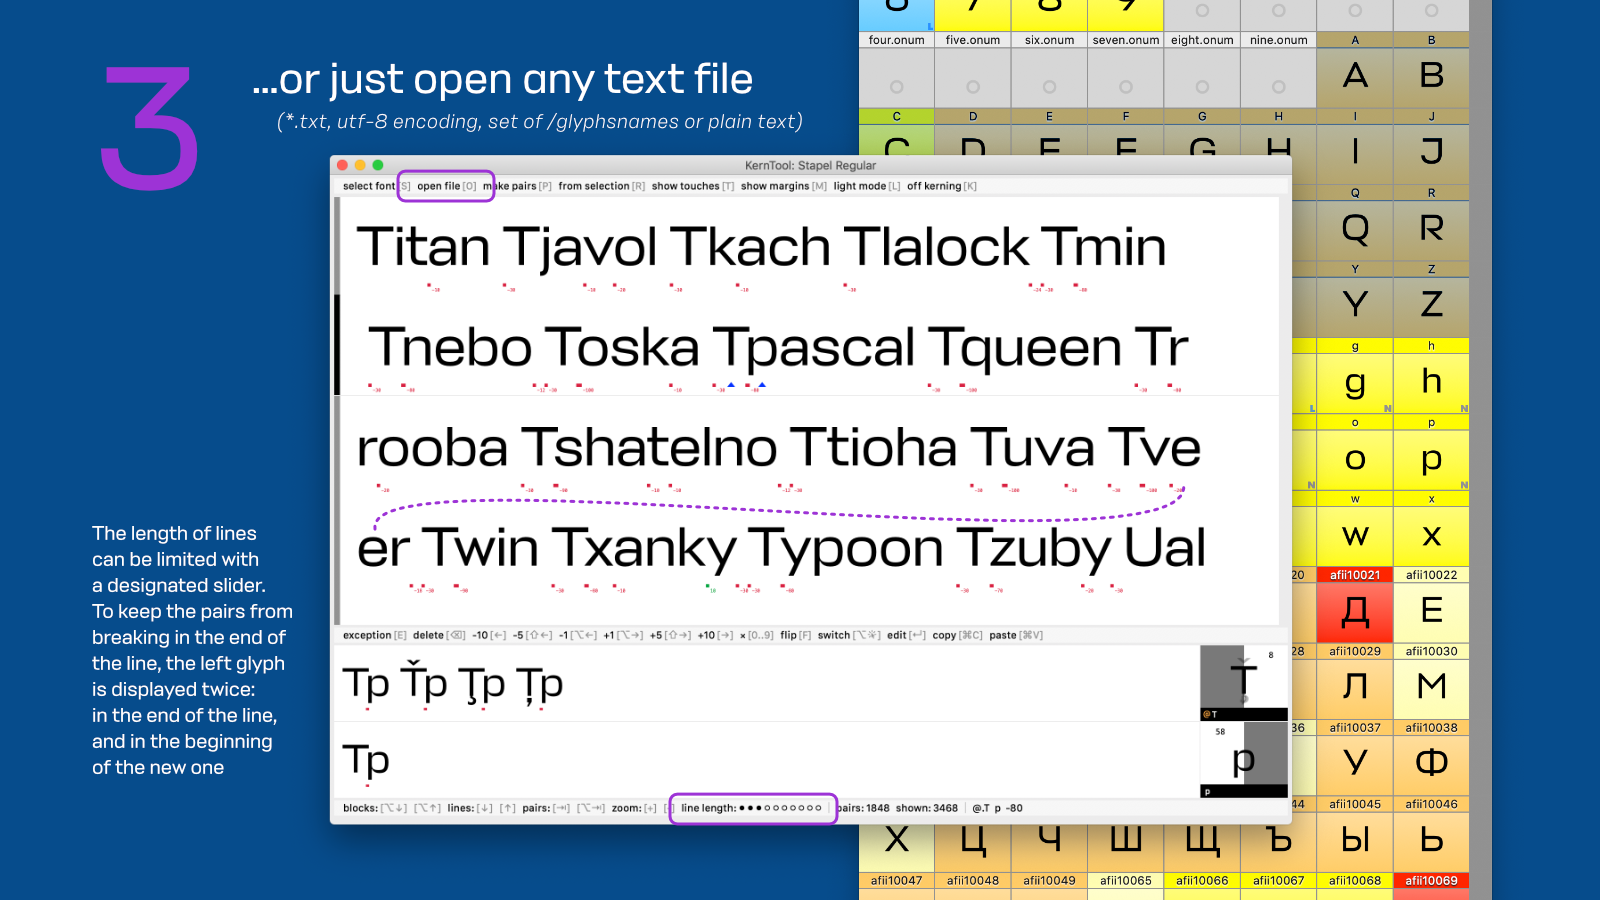 3
...or just open any text file
(*.txt, utf-8 encoding, set of /glyphsnames or plain text)
KernTool: Stapel Regular
select font [S] open file [O] make pairs [P] from selection [R] show touches [T] show margins [M] light mode [L] off kerning [K]
Titan Tjavol Tkach Tlalock Tmin
Tnebo Toska Tpascal Tqueen Tr
rooba Tshatelno Ttioha Tuva Tve
er Twin Txanky Typoon Tzuby Ual
exception [E] delete [⌫] -10 [←] -5 [⇧←] -1 [⌥←] +1 [⌥→] +5 [⇧→] +10 [→] × [0..9] flip [F] switch [⌥☼] edit [↵] copy [⌘C] paste [⌘V]
Tp Ťp Ţp Țp
8
Ť
@T
Tp
58
p
p
blocks: [⌥↓] [⌥↑] lines: [↓] [↑] pairs: [⇥] [⌥⇥] zoom: [+] line length: ●●●○○○○○○○ pairs: 1848 shown: 3468 @.T p -80
The length of lines
can be limited with
a designated slider.
To keep the pairs from
breaking in the end of
the line, the left glyph
is displayed twice:
in the end of the line,
and in the beginning
of the new one
four.onum five.onum six.onum seven.onum eight.onum nine.onum A B
A B
C D E F G H I J
C D E F G H I J
Q R
Q R
Y Z
Y Z
g h
g h
o p
o p
w x
w x
20 afii10021 afii10022
Д Е
28 afii10029 afii10030
Л М
36 afii10037 afii10038
У Ф
44 afii10045 afii10046
Х Ц Ч Ш Щ Ъ Ы Ь
afii10047 afii10048 afii10049 afii10065 afii10066 afii10067 afii10068 afii10069